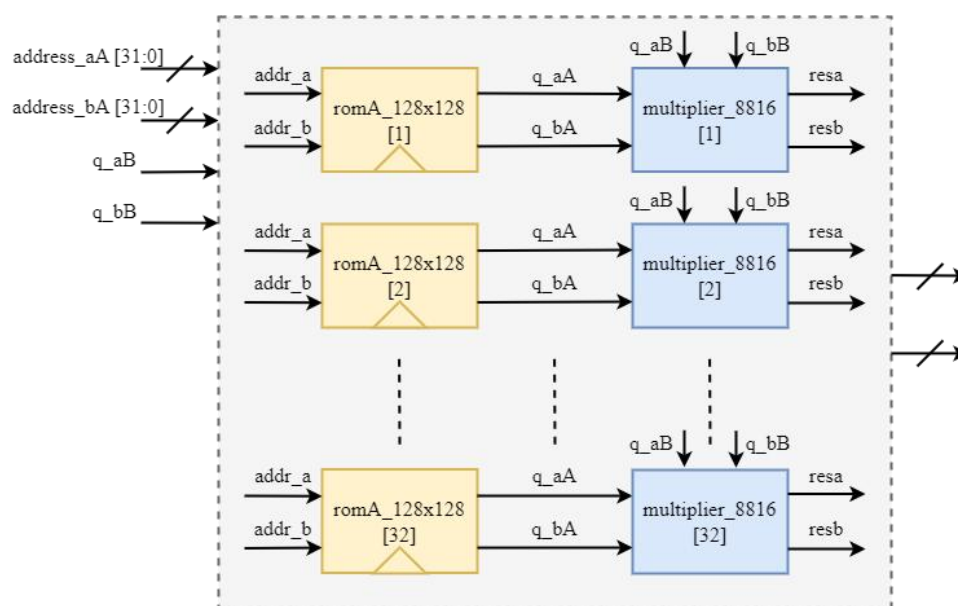 address_aA [31:0]
address_bA [31:0]
q_aB
q_bB
q_aB
q_bB
addr_a
addr_b
romA_128x128
[1]
q_aA
q_bA
multiplier_8816
[1]
resa
resb
q_aB
q_bB
addr_a
addr_b
romA_128x128
[2]
q_aA
q_bA
multiplier_8816
[2]
resa
resb
q_aB
q_bB
addr_a
addr_b
romA_128x128
[32]
q_aA
q_bA
multiplier_8816
[32]
resa
resb